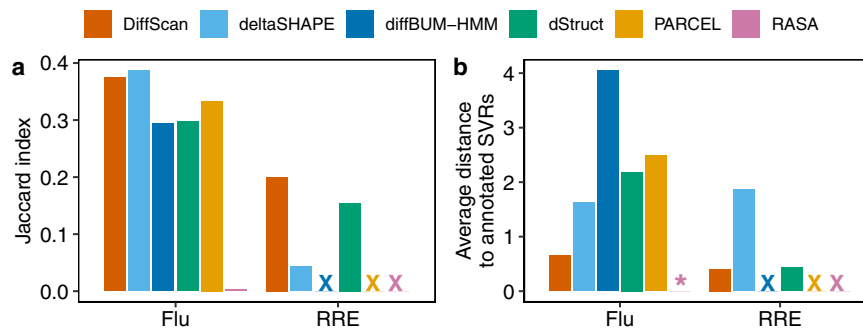 DiffScan deltaSHAPE diffBUM−HMM dStruct PARCEL RASA
a
Jaccard index
0.4
0.3
0.2
0.1
0.0
X X X
Flu RRE
b
Average distance
to annotated SVRs
4
3
2
1
0
* X X X
Flu RRE